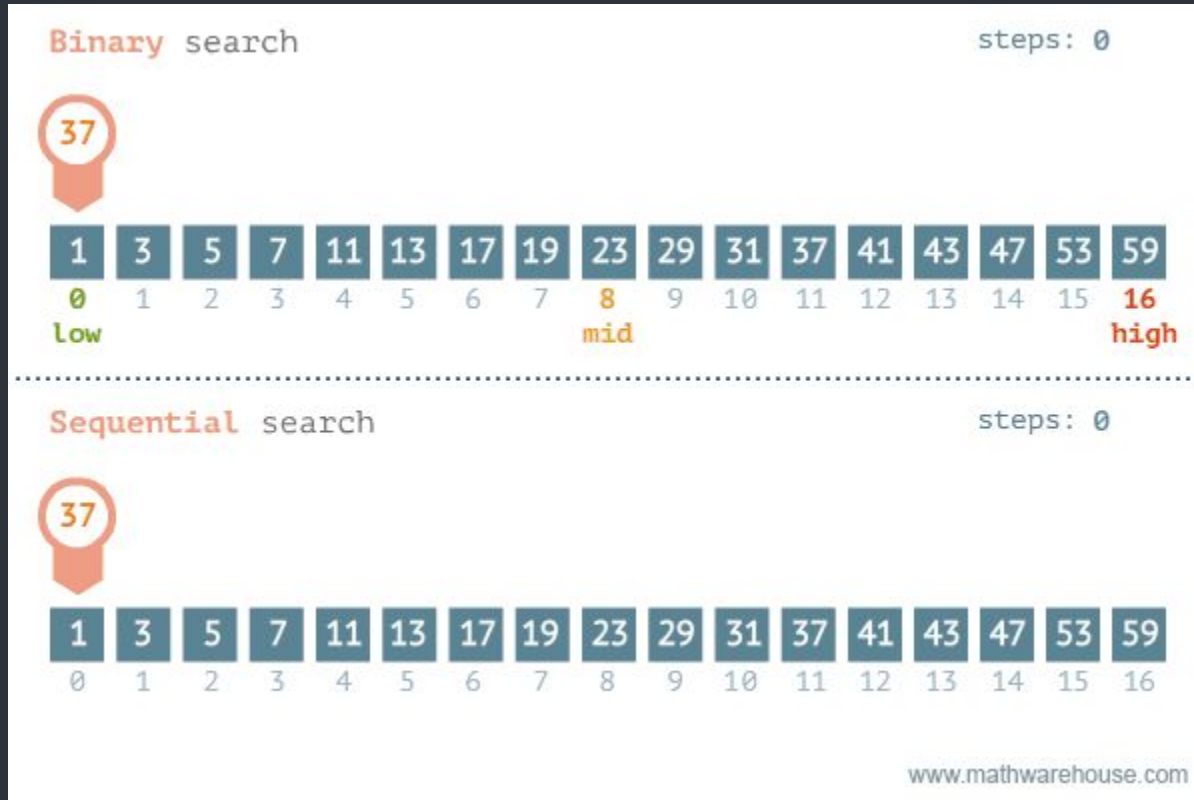 Binary search steps: 0
37
1 3 5 7 11 13 17 19 23 29 31 37 41 43 47 53 59
0 1 2 3 4 5 6 7 8 9 10 11 12 13 14 15 16
low mid high
Sequential search steps: 0
37
1 3 5 7 11 13 17 19 23 29 31 37 41 43 47 53 59
0 1 2 3 4 5 6 7 8 9 10 11 12 13 14 15 16
www.mathwarehouse.com